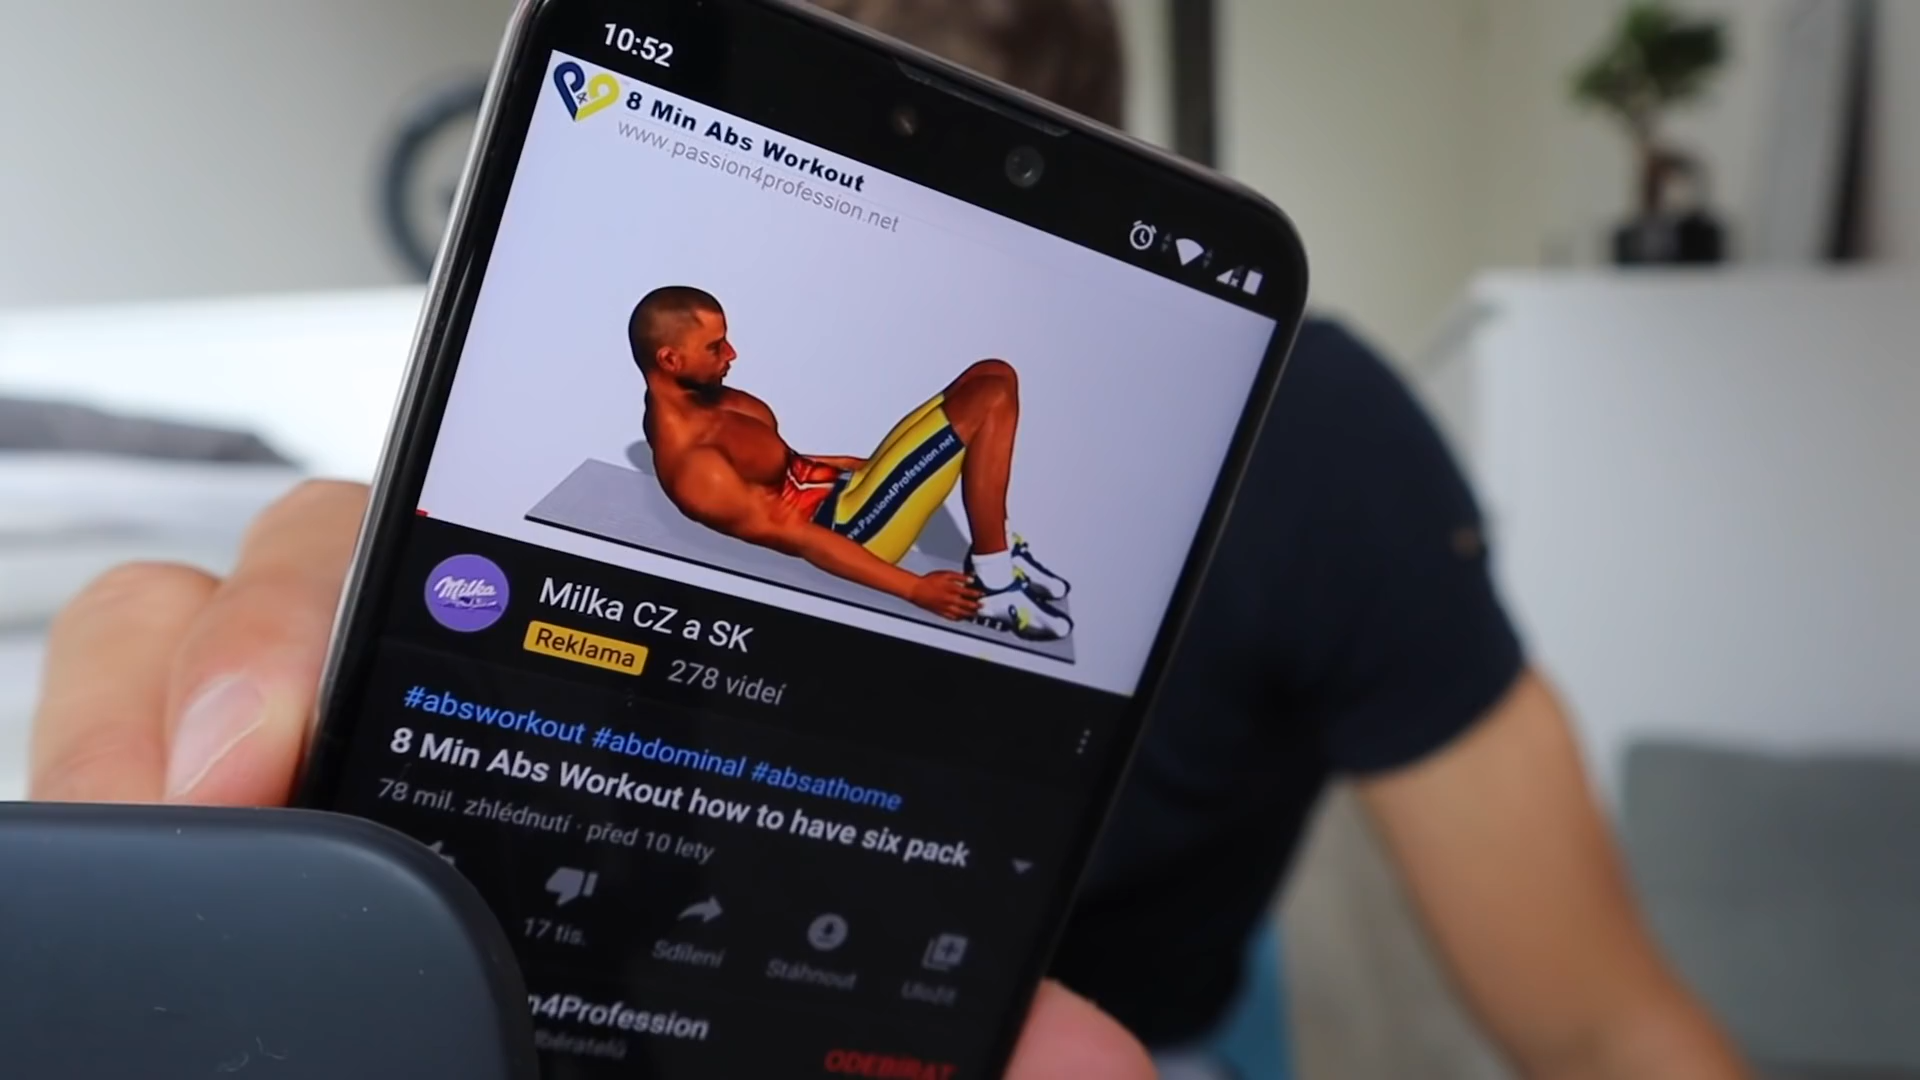 10:52
8 Min Abs Workout
www.passion4profession.net
www.Passion4Profession.net
Milka
Milka CZ a SK
Reklama 278 videí
#absworkout #abdominal #absathome
8 Min Abs Workout how to have six pack
78 mil. zhlédnutí · před 10 lety
17 tis. Sdílení Stáhnout Uložit
n4Profession
ODEBÍRAT